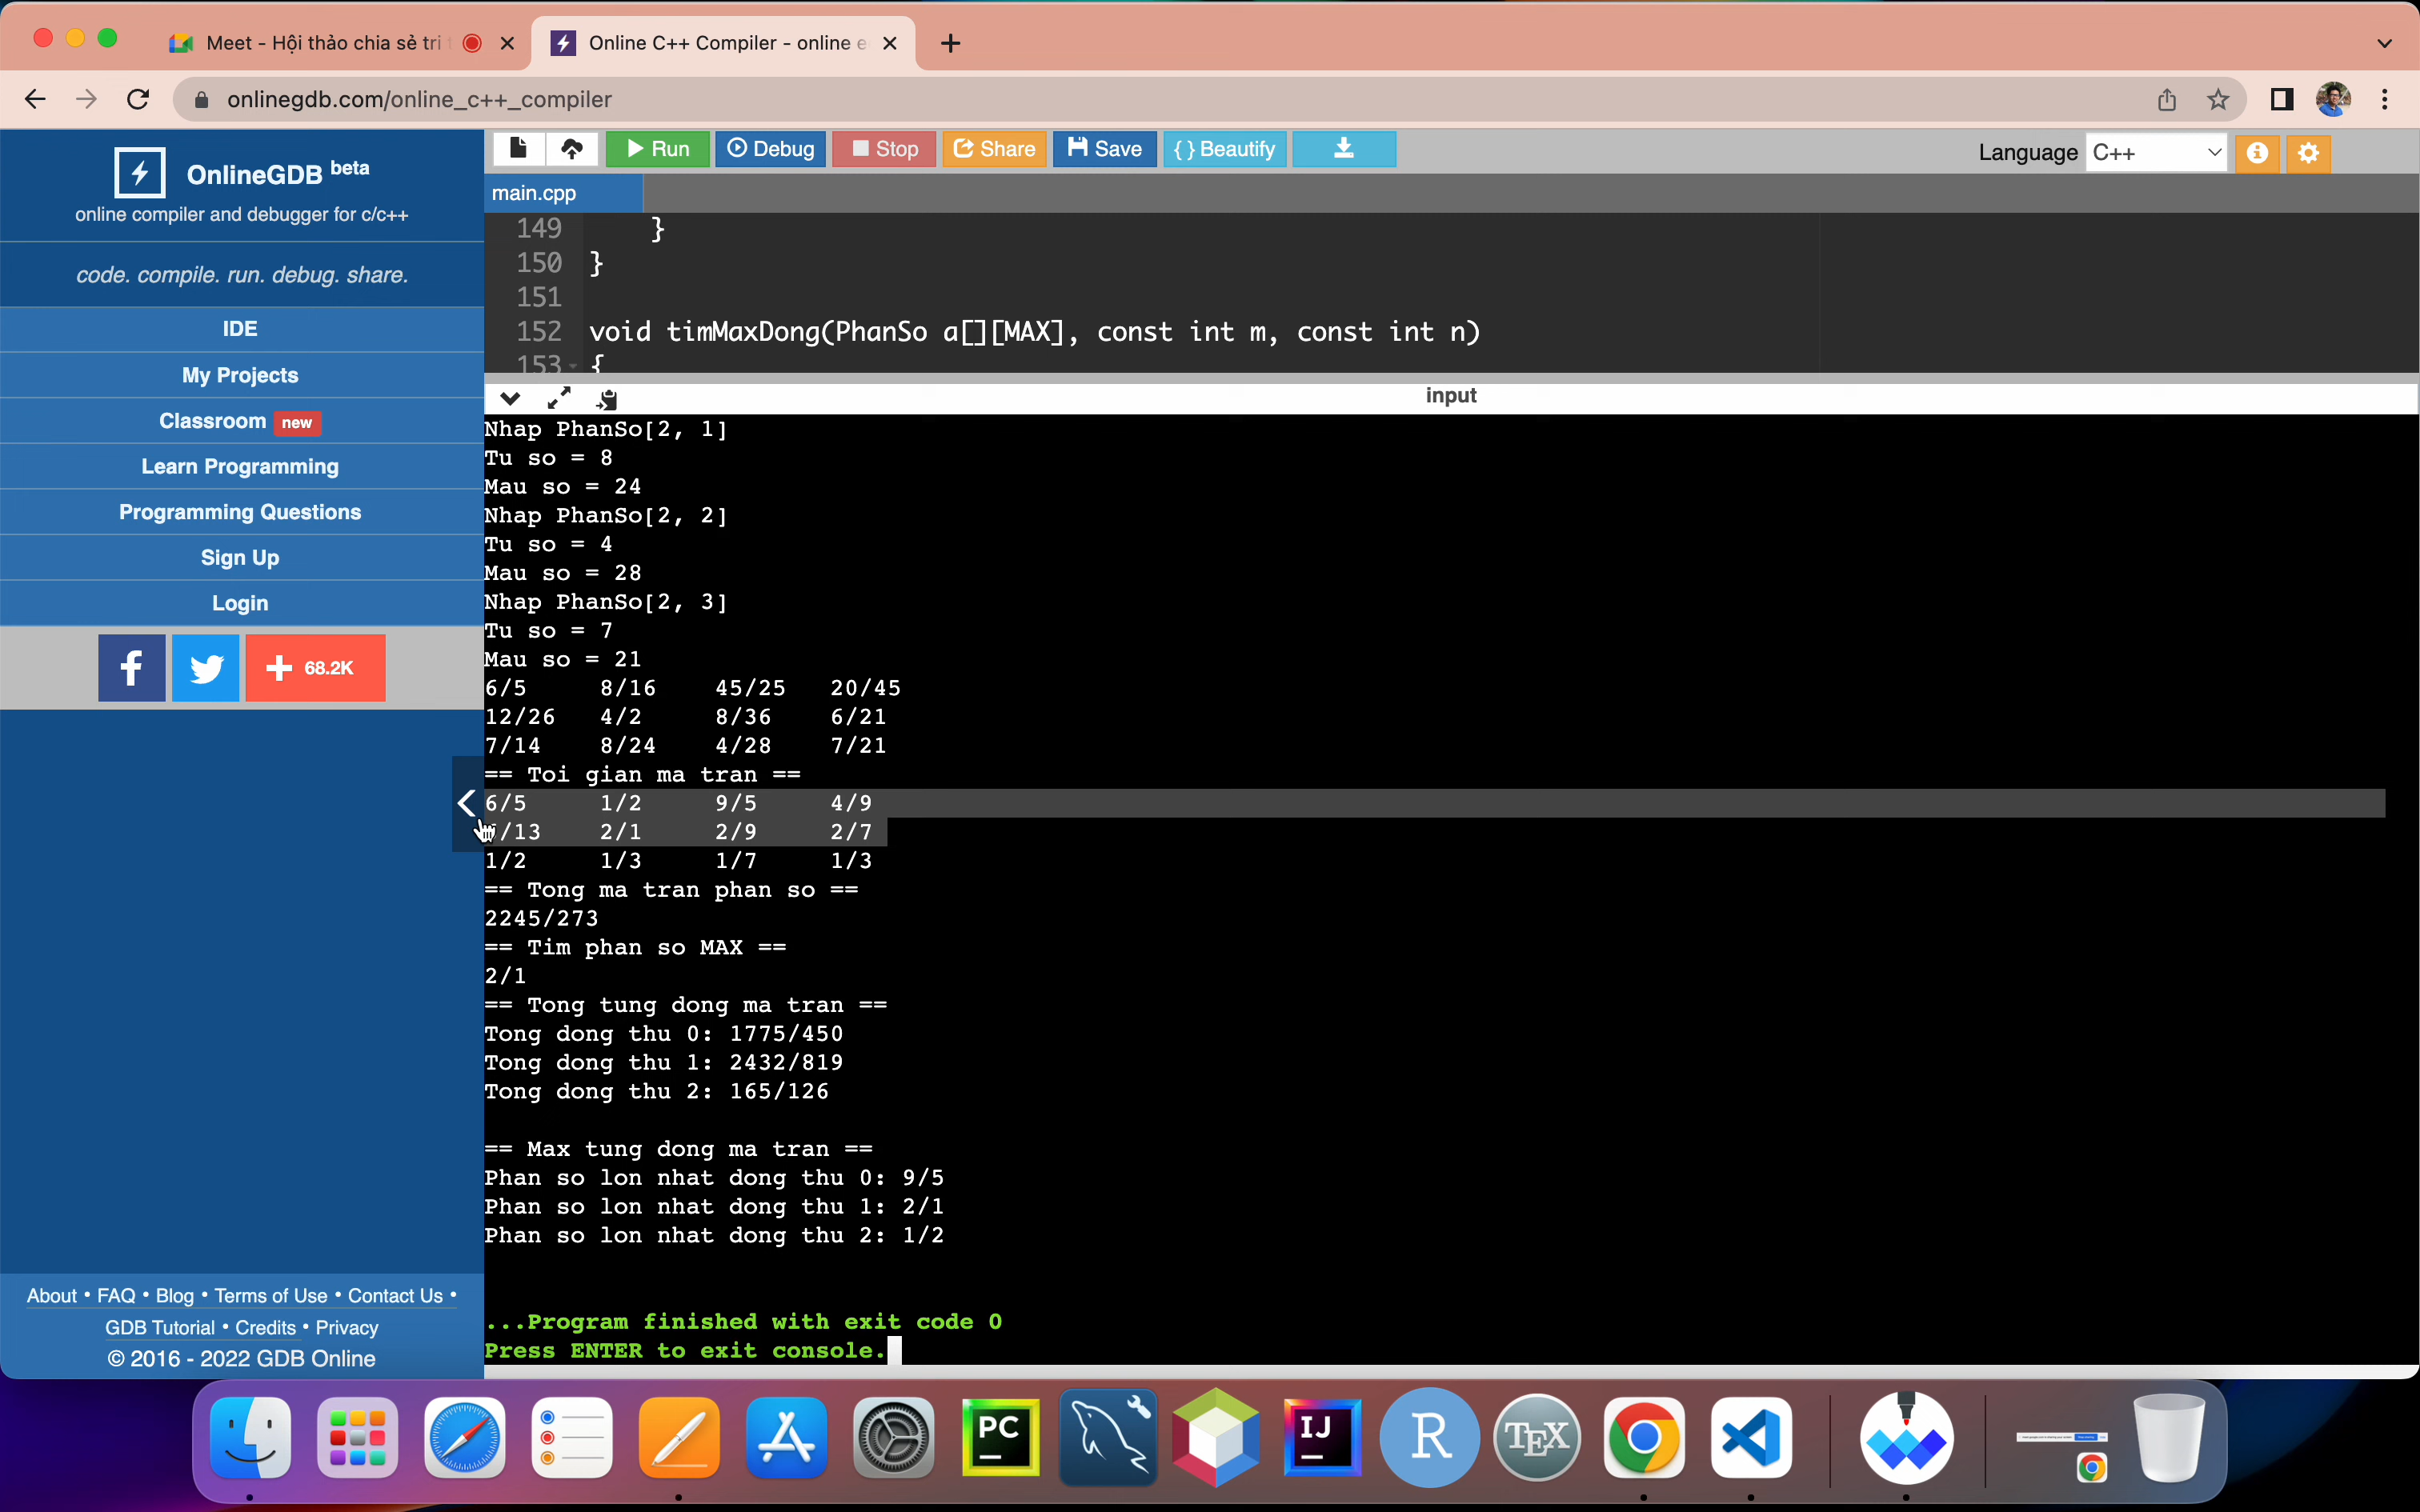 Meet - Hội thảo chia sẻ tri
Online C++ Compiler - online e
onlinegdb.com/online_c++_compiler
OnlineGDB beta
online compiler and debugger for c/c++
code. compile. run. debug. share.
IDE
My Projects
Classroom new
Learn Programming
Programming Questions
Sign Up
Login
f
+ 68.2K
About • FAQ • Blog • Terms of Use • Contact Us •
GDB Tutorial • Credits • Privacy
© 2016 - 2022 GDB Online
Run Debug Stop Share Save { } Beautify
Language C++
main.cpp
149 }
150 }
151
152 void timMaxDong(PhanSo a[][MAX], const int m, const int n)
153 {
input
Nhap PhanSo[2, 1]
Tu so = 8
Mau so = 24
Nhap PhanSo[2, 2]
Tu so = 4
Mau so = 28
Nhap PhanSo[2, 3]
Tu so = 7
Mau so = 21
6/5 8/16 45/25 20/45
12/26 4/2 8/36 6/21
7/14 8/24 4/28 7/21
== Toi gian ma tran ==
6/5 1/2 9/5 4/9
/13 2/1 2/9 2/7
1/2 1/3 1/7 1/3
== Tong ma tran phan so ==
2245/273
== Tim phan so MAX ==
2/1
== Tong tung dong ma tran ==
Tong dong thu 0: 1775/450
Tong dong thu 1: 2432/819
Tong dong thu 2: 165/126
== Max tung dong ma tran ==
Phan so lon nhat dong thu 0: 9/5
Phan so lon nhat dong thu 1: 2/1
Phan so lon nhat dong thu 2: 1/2
...Program finished with exit code 0
Press ENTER to exit console.
PC
IJ
R
TEX